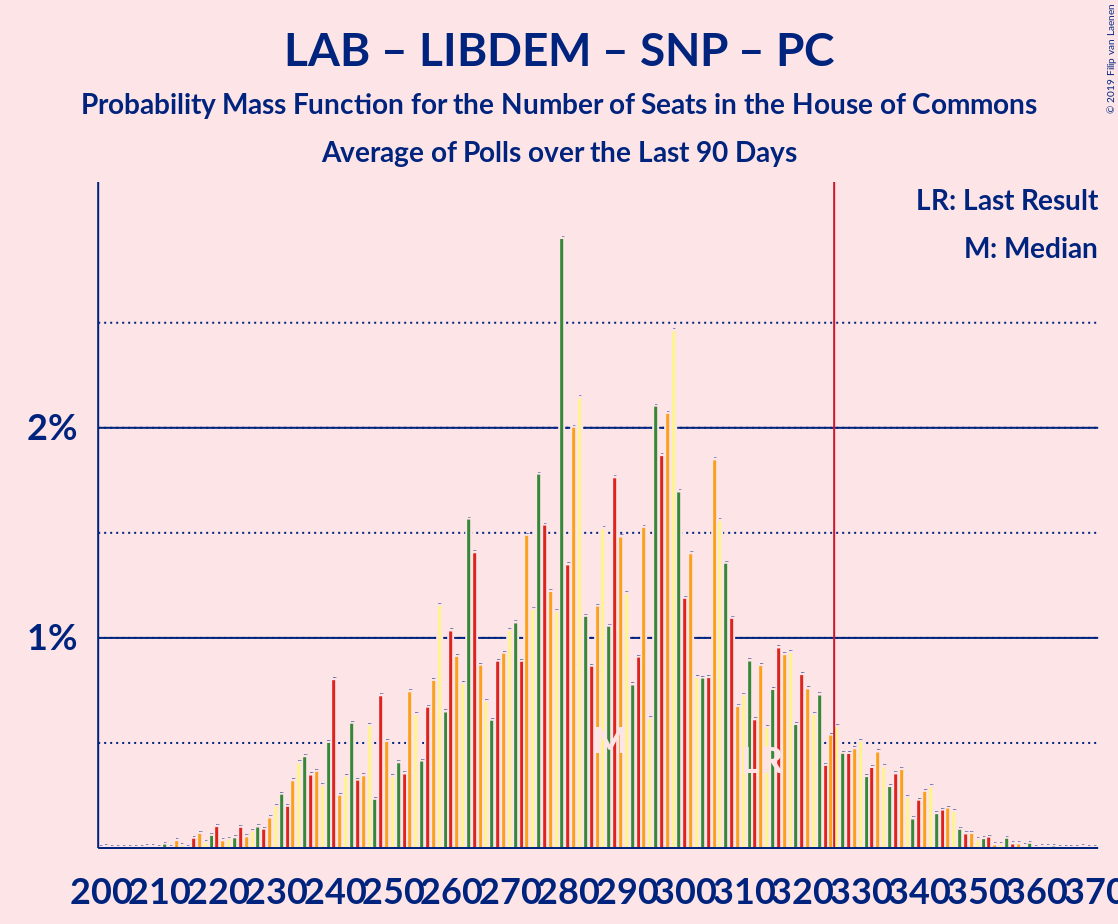 LAB – LIBDEM – SNP – PC
Probability Mass Function for the Number of Seats in the House of Commons
Average of Polls over the Last 90 Days
© 2019 Filip van Laenen
LR: Last Result
M: Median
2%
1%
M
LR
200 210 220 230 240 250 260 270 280 290 300 310 320 330 340 350 360 370